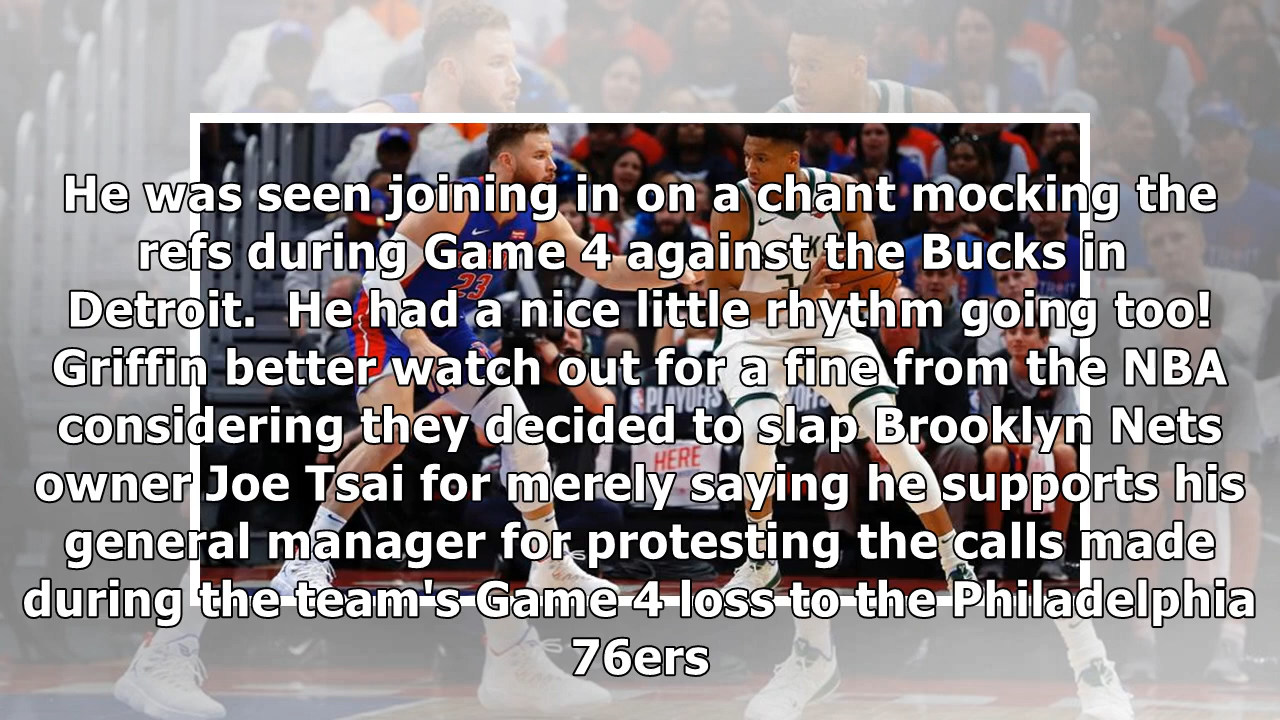 He was seen joining in on a chant mocking the
refs during Game 4 against the Bucks in
Detroit.  He had a nice little rhythm going too!
Griffin better watch out for a fine from the NBA
considering they decided to slap Brooklyn Nets
owner Joe Tsai for merely saying he supports his
general manager for protesting the calls made
during the team's Game 4 loss to the Philadelphia
76ers
23
PLAYOFFS
HERE